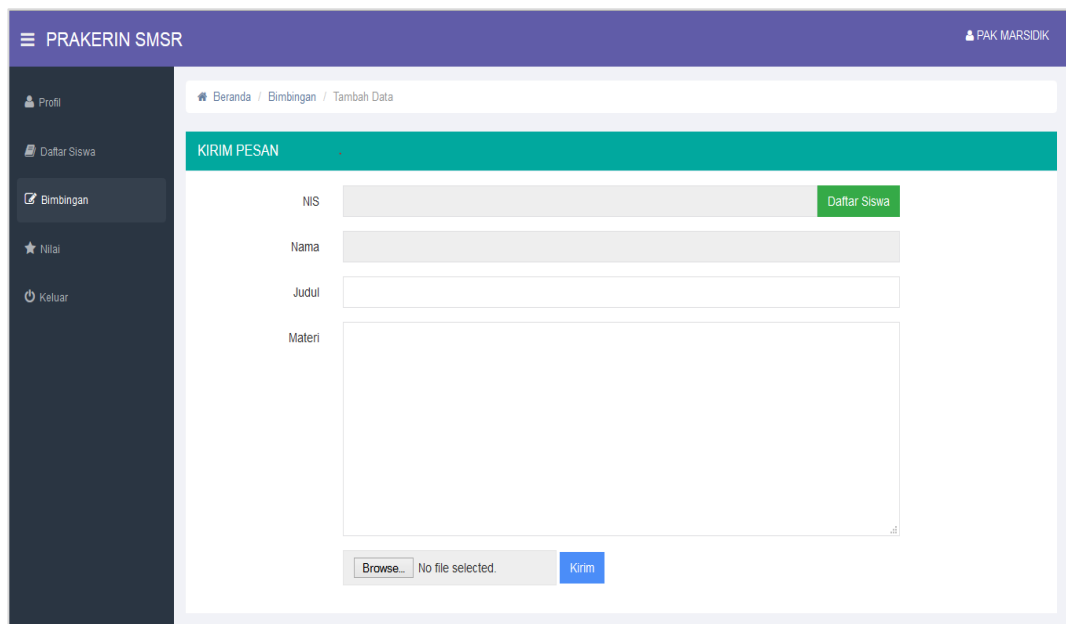 PRAKERIN SMSR
PAK MARSIDIK
Profil
Daftar Siswa
Bimbingan
Nilai
Keluar
Beranda / Bimbingan / Tambah Data
KIRIM PESAN
NIS
Daftar Siswa
Nama
Judul
Materi
Browse... No file selected.
Kirim